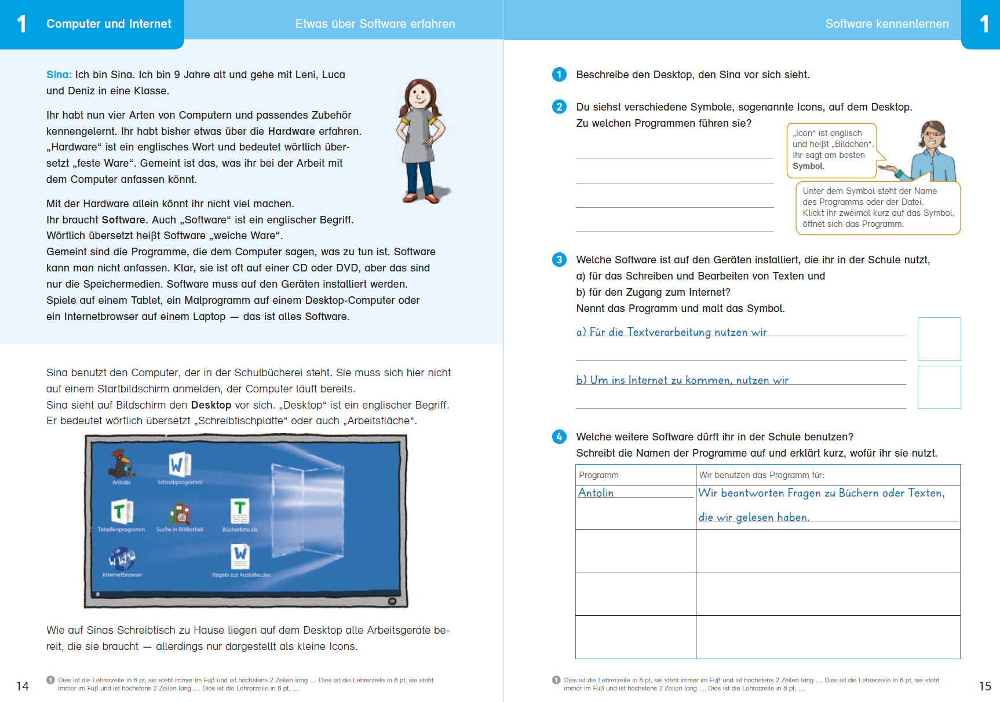 1
Computer und Internet
Etwas über Software erfahren
Sina: Ich bin Sina. Ich bin 9 Jahre alt und gehe mit Leni, Luca
und Deniz in eine Klasse.
Ihr habt nun vier Arten von Computern und passendes Zubehör
kennengelernt. Ihr habt bisher etwas über die Hardware erfahren.
„Hardware“ ist ein englisches Wort und bedeutet wörtlich über-
setzt „feste Ware“. Gemeint ist das, was ihr bei der Arbeit mit
dem Computer anfassen könnt.
Mit der Hardware allein könnt ihr nicht viel machen.
Ihr braucht Software. Auch „Software“ ist ein englischer Begriff.
Wörtlich übersetzt heißt Software „weiche Ware“.
Gemeint sind die Programme, die dem Computer sagen, was zu tun ist. Software
kann man nicht anfassen. Klar, sie ist oft auf einer CD oder DVD, aber das sind
nur die Speichermedien. Software muss auf den Geräten installiert werden.
Spiele auf einem Tablet, ein Malprogramm auf einem Desktop-Computer oder
ein Internetbrowser auf einem Laptop — das ist alles Software.
Sina benutzt den Computer, der in der Schulbücherei steht. Sie muss sich hier nicht
auf einem Startbildschirm anmelden, der Computer läuft bereits.
Sina sieht auf Bildschirm den Desktop vor sich. „Desktop“ ist ein englischer Begriff.
Er bedeutet wörtlich übersetzt „Schreibtischplatte“ oder auch „Arbeitsfläche“.
W
Antolin
Schreibprogramm
T
T
Tabellenprogramm
Suche in Bibliothek
Bücherliste.xls
WWW
W
Internetbrowser
Regeln zur Ausleihe.doc
Wie auf Sinas Schreibtisch zu Hause liegen auf dem Desktop alle Arbeitsgeräte be-
reit, die sie braucht — allerdings nur dargestellt als kleine Icons.
14
1 Dies ist die Lehrerzeile in 8 pt, sie steht immer im Fuß und ist höchstens 2 Zeilen lang .... Dies ist die Lehrerzeile in 8 pt, sie steht
immer im Fuß und ist höchstens 2 Zeilen lang .... Dies ist die Lehrerzeile in 8 pt, ....
Software kennenlernen
1
1 Beschreibe den Desktop, den Sina vor sich sieht.
2 Du siehst verschiedene Symbole, sogenannte Icons, auf dem Desktop.
Zu welchen Programmen führen sie?
„Icon“ ist englisch
und heißt „Bildchen“.
Ihr sagt am besten
Symbol.
Unter dem Symbol steht der Name
des Programms oder der Datei.
Klickt ihr zweimal kurz auf das Symbol,
öffnet sich das Programm.
3 Welche Software ist auf den Geräten installiert, die ihr in der Schule nutzt,
a) für das Schreiben und Bearbeiten von Texten und
b) für den Zugang zum Internet?
Nennt das Programm und malt das Symbol.
a) Für die Textverarbeitung nutzen wir
b) Um ins Internet zu kommen, nutzen wir
4 Welche weitere Software dürft ihr in der Schule benutzen?
Schreibt die Namen der Programme auf und erklärt kurz, wofür ihr sie nutzt.
Programm
Wir benutzen das Programm für:
Antolin
Wir beantworten Fragen zu Büchern oder Texten,
die wir gelesen haben.
1 Dies ist die Lehrerzeile in 8 pt, sie steht immer im Fuß und ist höchstens 2 Zeilen lang .... Dies ist die Lehrerzeile in 8 pt, sie steht
immer im Fuß und ist höchstens 2 Zeilen lang .... Dies ist die Lehrerzeile in 8 pt, ....
15